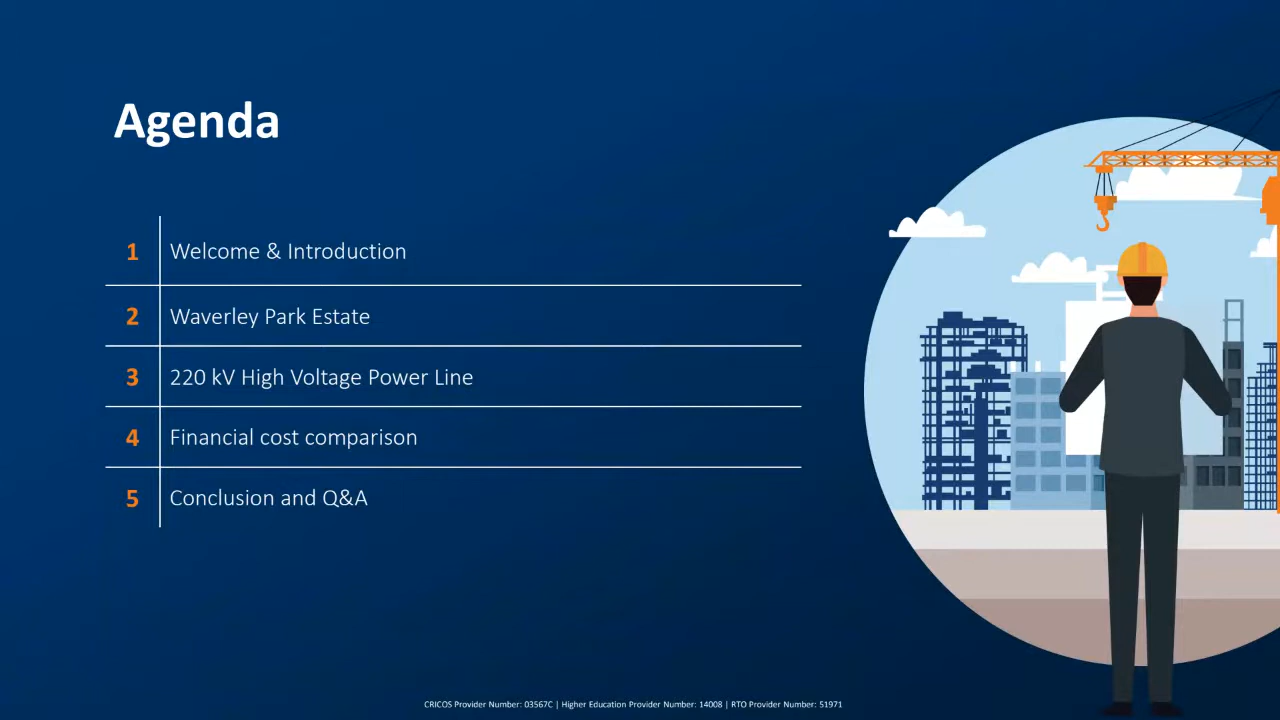 Agenda
1 Welcome & Introduction
2 Waverley Park Estate
3 220 kV High Voltage Power Line
4 Financial cost comparison
5 Conclusion and Q&A
CRICOS Provider Number: 03567C | Higher Education Provider Number: 14008 | RTO Provider Number: 51971